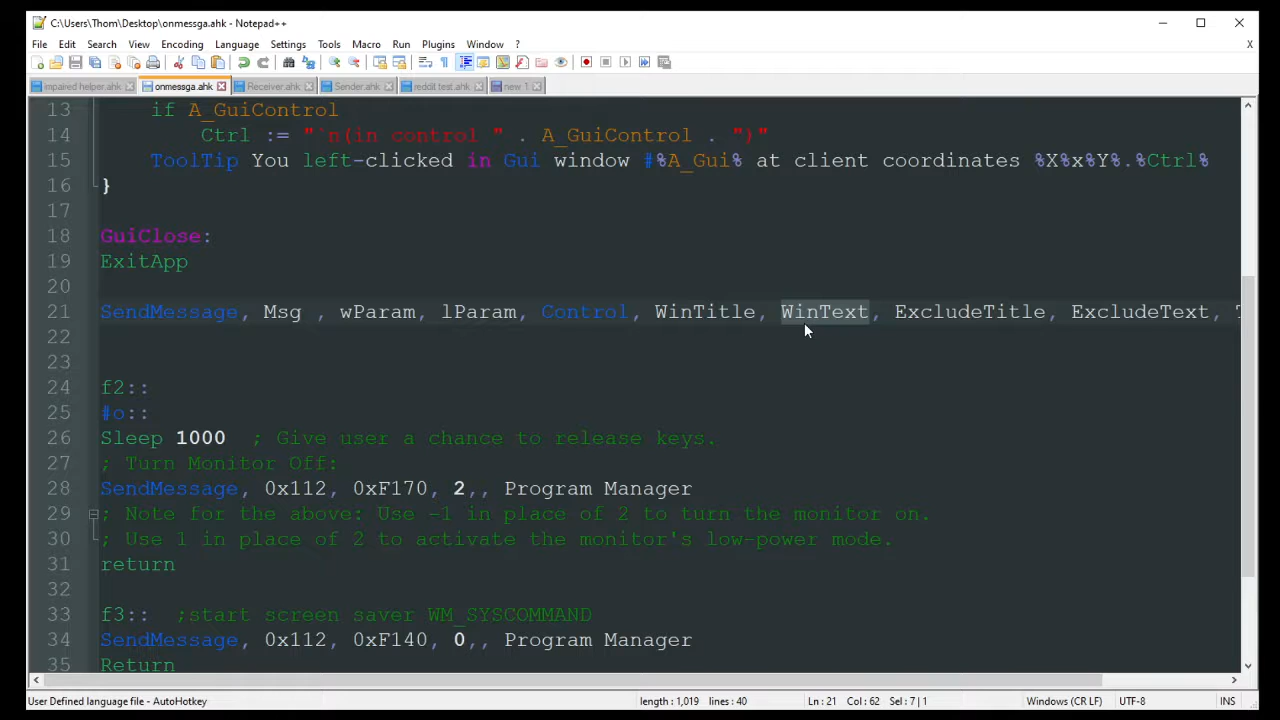 C:\Users\Thom\Desktop\onmessga.ahk - Notepad++
File Edit Search View Encoding Language Settings Tools Macro Run Plugins Window ? X
impaired helper.ahk onmessga.ahk Receiver.ahk Sender.ahk reddit test.ahk new 1
13 if A_GuiControl
14 Ctrl := "`n(in control " . A_GuiControl . ")"
15 ToolTip You left-clicked in Gui window #%A_Gui% at client coordinates %X%x%Y%.%Ctrl%
16 }
17
18 GuiClose:
19 ExitApp
20
21 SendMessage, Msg , wParam, lParam, Control, WinTitle, WinText, ExcludeTitle, ExcludeText,
22
23
24 f2::
25 #o::
26 Sleep 1000 ; Give user a chance to release keys.
27 ; Turn Monitor Off:
28 SendMessage, 0x112, 0xF170, 2,, Program Manager
29 ; Note for the above: Use -1 in place of 2 to turn the monitor on.
30 ; Use 1 in place of 2 to activate the monitor's low-power mode.
31 return
32
33 f3:: ;start screen saver WM_SYSCOMMAND
34 SendMessage, 0x112, 0xF140, 0,, Program Manager
35 Return
User Defined language file - AutoHotkey length : 1,019 lines : 40 Ln : 21 Col : 62 Sel : 7 | 1 Windows (CR LF) UTF-8 INS